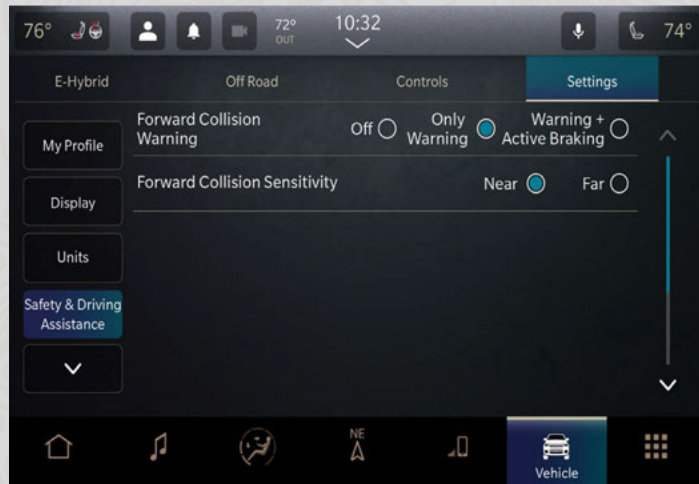 76°
72°
OUT
10:32
74°
E-Hybrid
Off Road
Controls
Settings
My Profile
Display
Units
Safety & Driving
Assistance
Forward Collision
Warning
Off
Only
Warning
Warning +
Active Braking
Forward Collision Sensitivity
Near
Far
NE
Vehicle